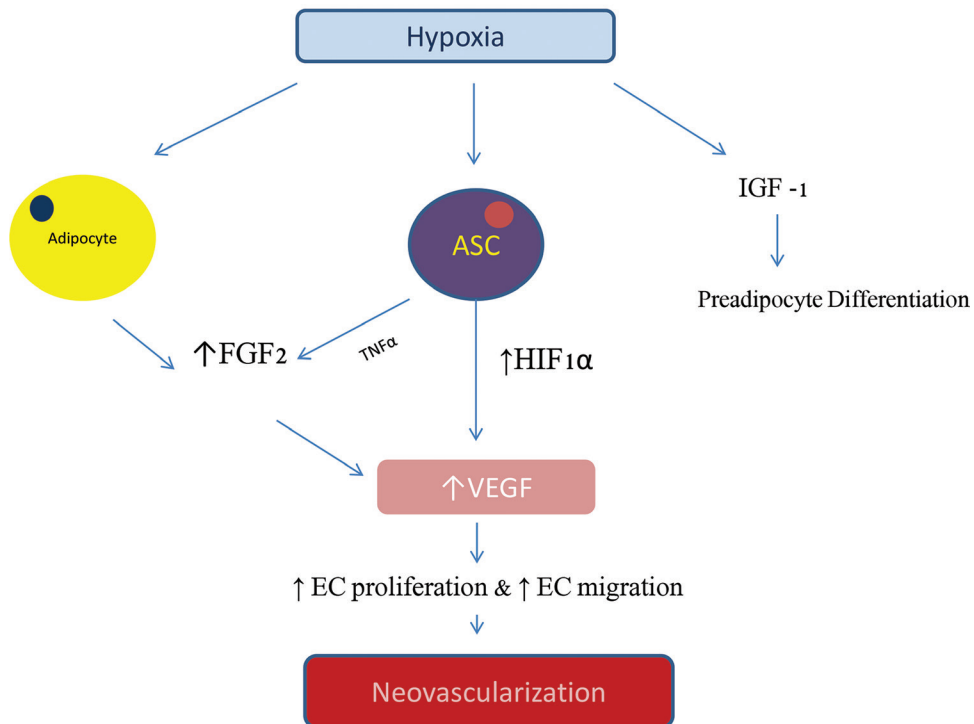 Hypoxia
Adipocyte
ASC
IGF -1
Preadipocyte Differentiation
↑FGF2
TNFα
↑HIF1α
↑VEGF
↑ EC proliferation & ↑ EC migration
Neovascularization